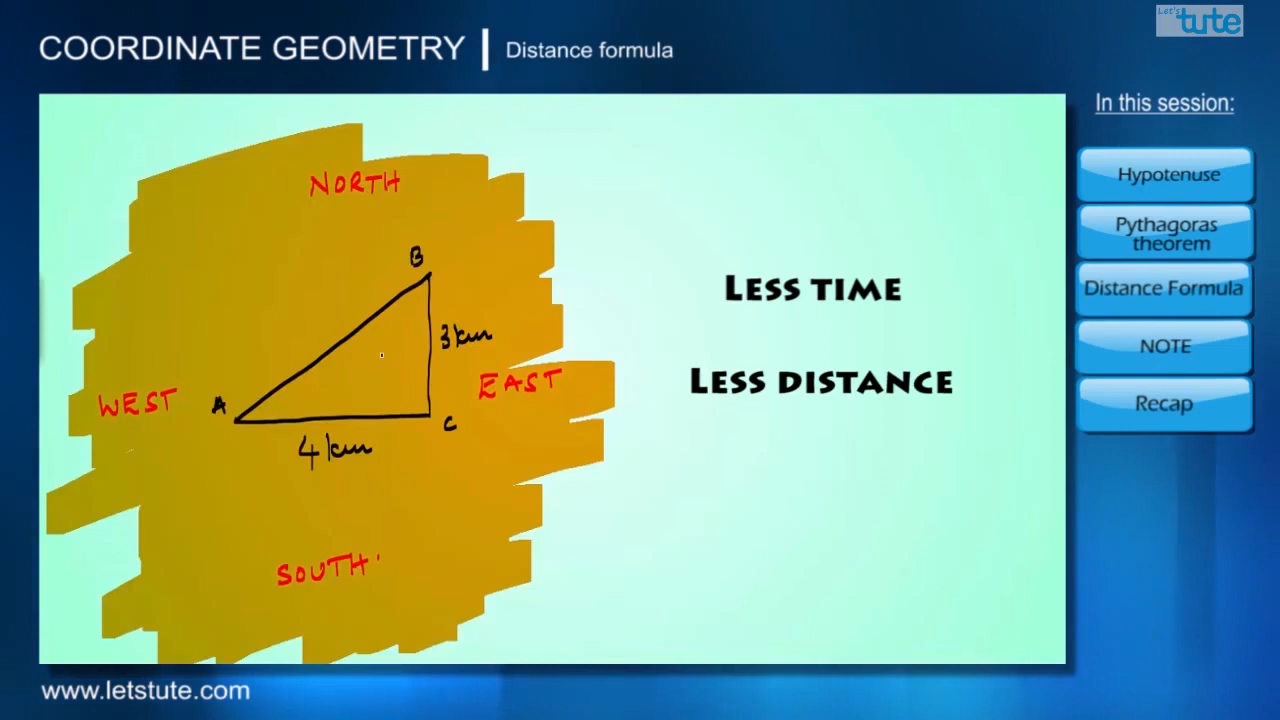 Let's
tute
COORDINATE GEOMETRY | Distance formula
In this session:
Hypotenuse
Pythagoras
theorem
Distance Formula
NOTE
Recap
NORTH
B
3km
EAST
WEST
A
C
4km
SOUTH
LESS TIME
LESS DISTANCE
www.letstute.com